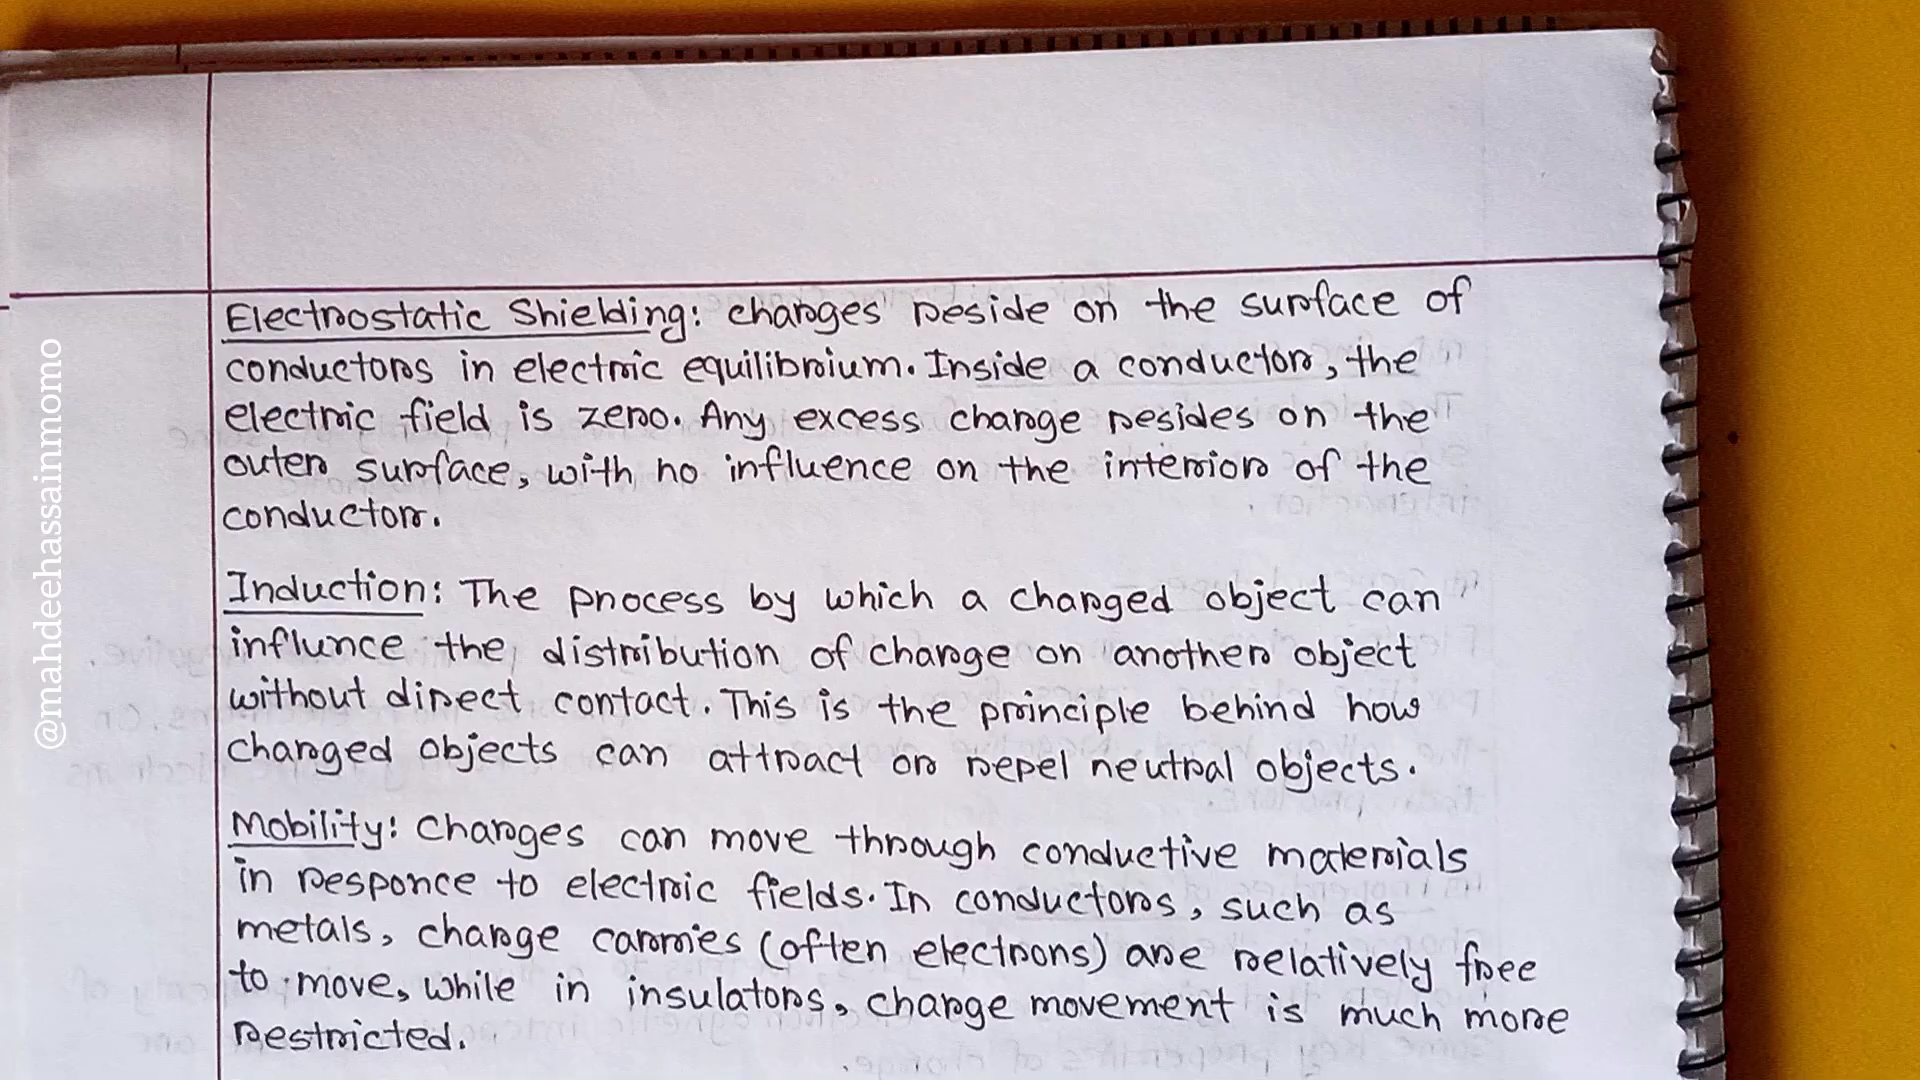 Electrostatic Shielding: charges reside on the surface of
conductors in electric equilibrium. Inside a conductor, the
electric field is zero. Any excess charge resides on the
outer surface, with no influence on the interior of the
conductor.
Induction: The process by which a charged object can
influnce the distribution of charge on another object
without direct contact. This is the principle behind how
charged objects can attract or repel neutral objects.
Mobility: Charges can move through conductive materials
in responce to electric fields. In conductors, such as
metals, charge carries (often electrons) are relatively free
to move, while in insulators, charge movement is much more
restricted.
@mahdeehassainmomo